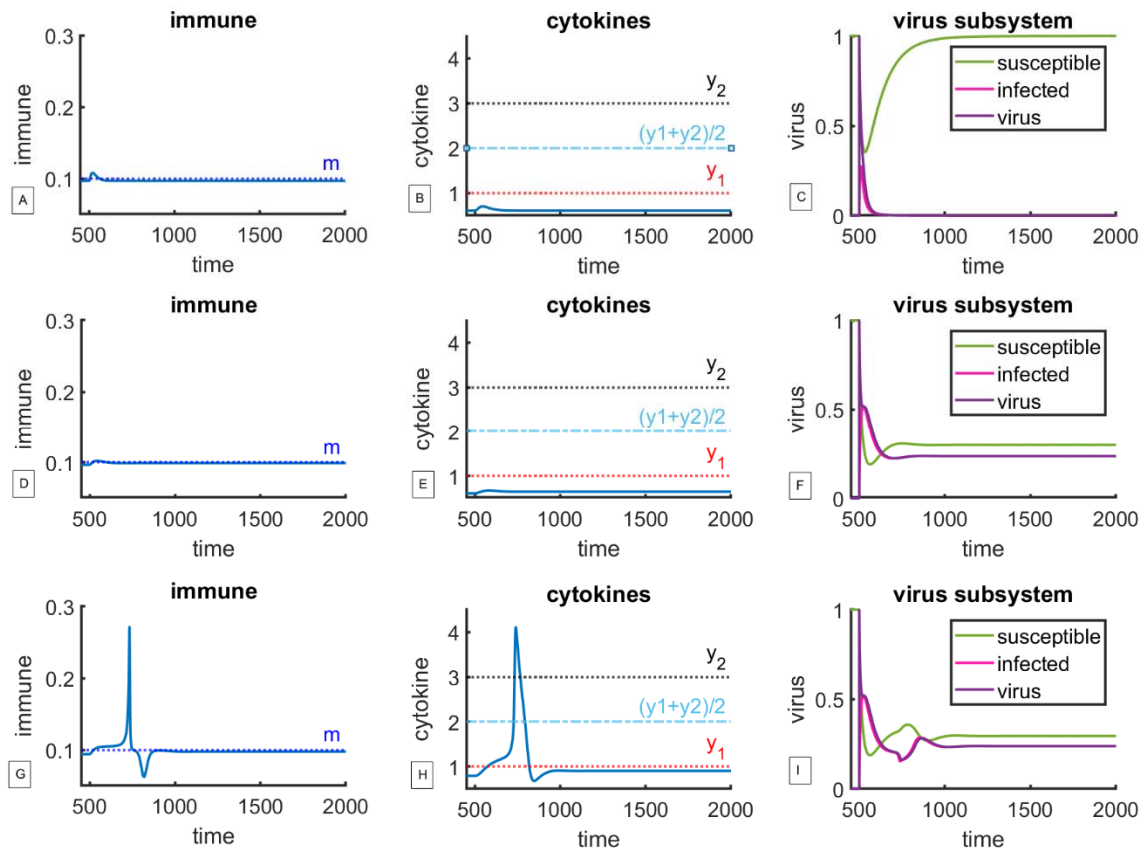 immune
0.3
0.2
0.1
immune
m
A
500 1000 1500 2000
time
cytokines
4
3
2
1
cytokine
y2
(y1+y2)/2
y1
B
500 1000 1500 2000
time
virus subsystem
1
0.5
0
virus
susceptible
infected
virus
C
500 1000 1500 2000
time
immune
0.3
0.2
0.1
immune
m
D
500 1000 1500 2000
time
cytokines
4
3
2
1
cytokine
y2
(y1+y2)/2
y1
E
500 1000 1500 2000
time
virus subsystem
1
0.5
0
virus
susceptible
infected
virus
F
500 1000 1500 2000
time
immune
0.3
0.2
0.1
immune
m
G
500 1000 1500 2000
time
cytokines
4
3
2
1
cytokine
y2
(y1+y2)/2
y1
H
500 1000 1500 2000
time
virus subsystem
1
0.5
0
virus
susceptible
infected
virus
I
500 1000 1500 2000
time